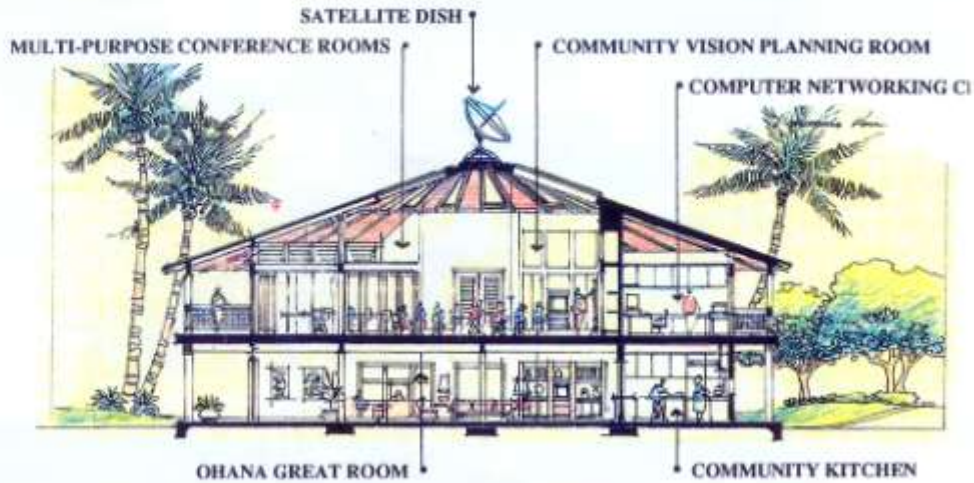 SATELLITE DISH
MULTI-PURPOSE CONFERENCE ROOMS
COMMUNITY VISION PLANNING ROOM
COMPUTER NETWORKING
OHANA GREAT ROOM
COMMUNITY KITCHEN